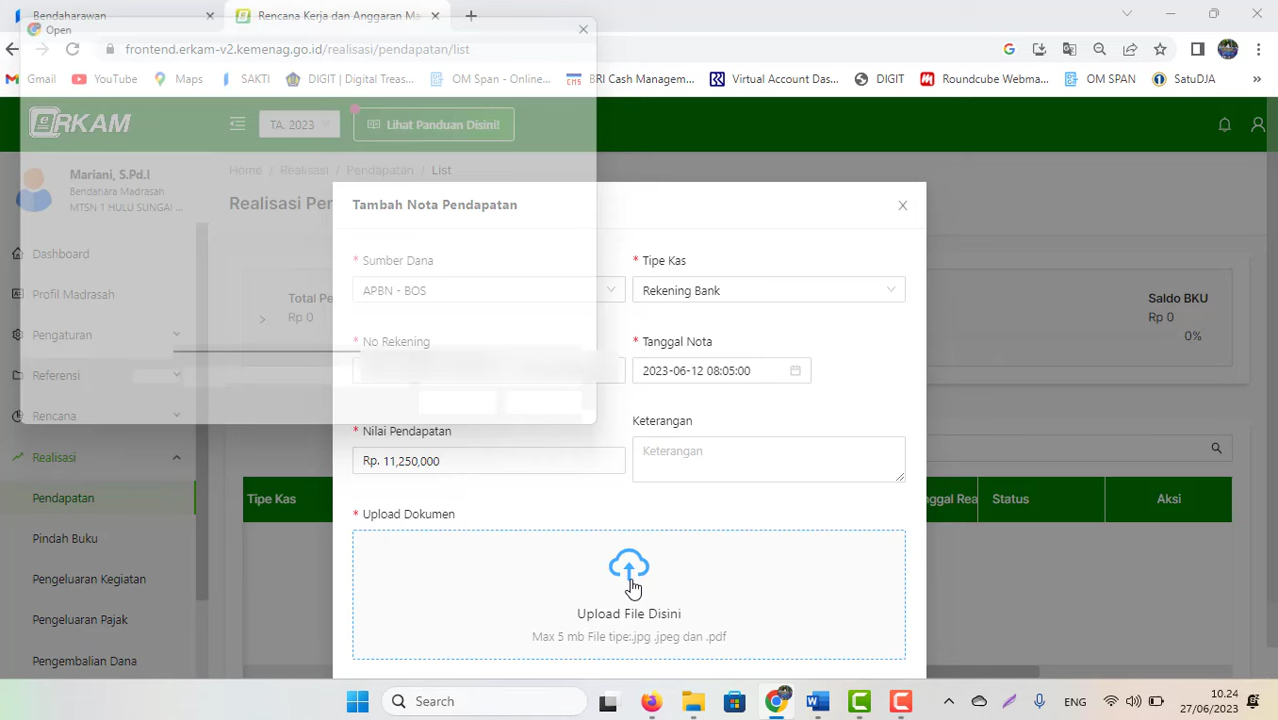 Bendaharawan
Rencana Kerja dan Anggaran Ma
Open
frontend.erkam-v2.kemenag.go.id/realisasi/pendapatan/list
Gmail
YouTube
Maps
SAKTI
DIGIT | Digital Treas...
OM Span - Online...
CMS
BRI Cash Managem...
Virtual Account Das...
DIGIT
Roundcube Webma...
OM SPAN
SatuDJA
»
eRKAM
TA. 2023
Lihat Panduan Disini!
Mariani, S.Pd.I
Bendahara Madrasah
MTSN 1 HULU SUNGAI ...
Home / Realisasi / Pendapatan / List
Realisasi Pen
Tambah Nota Pendapatan
Dashboard
Profil Madrasah
Pengaturan
Referensi
Rencana
Realisasi
Pendapatan
Pindah Buku
Pengeluaran Kegiatan
Pengeluaran Pajak
Pengembalian Dana
Total Pe
Rp 0
* Sumber Dana
APBN - BOS
* Tipe Kas
Rekening Bank
* No Rekening
* Tanggal Nota
2023-06-12 08:05:00
* Nilai Pendapatan
Rp. 11,250,000
Keterangan
Keterangan
* Upload Dokumen
Upload File Disini
Max 5 mb File tipe:.jpg .jpeg dan .pdf
Saldo BKU
Rp 0
0%
Tipe Kas
ggal Rea
Status
Aksi
Search
ENG
10.24
27/06/2023